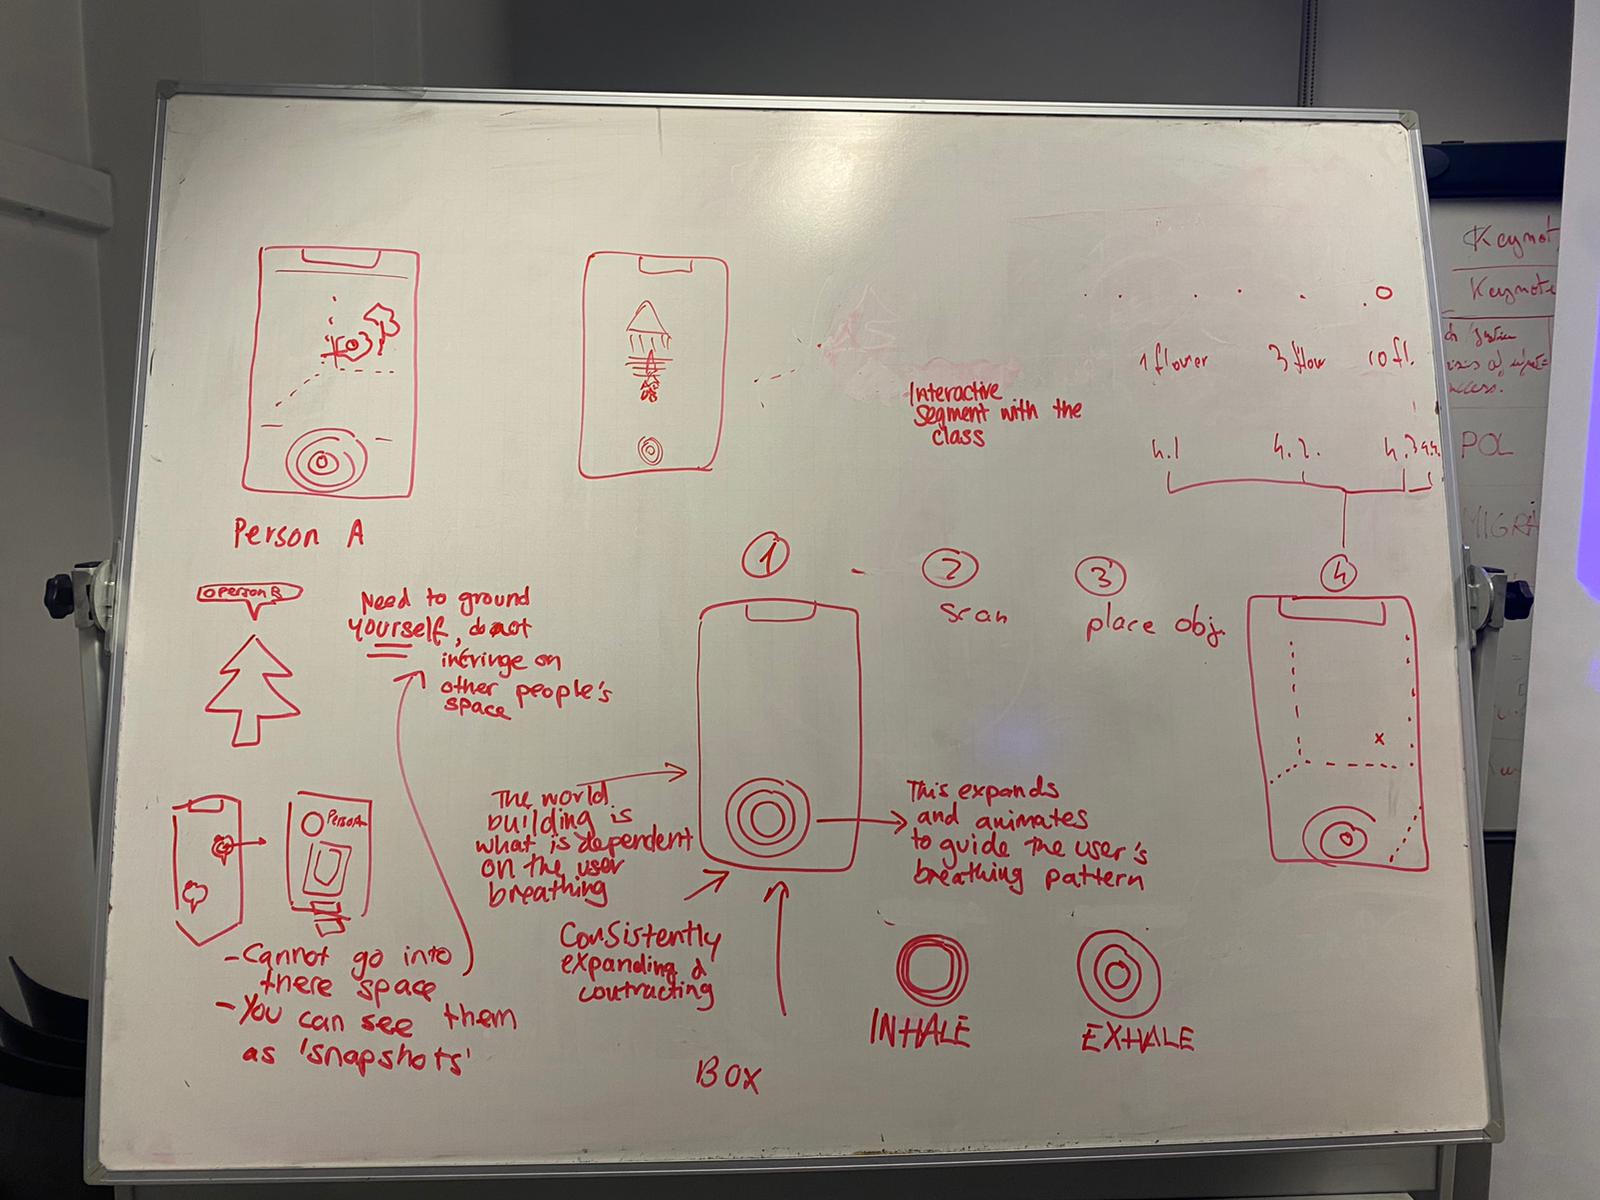 Person A
O Person B
Need to ground
yourself, do not
infringe on
other people's
space
Person
- Cannot go into
there space
- You can see them
as 'snapshots'
Interactive
segment with the
class
1 flower
3 flow
10 fl.
4.1
4.2.
4.3
4.4.
1
2
scan
3
place obj.
4
x
The world
building is
what is dependent
on the user
breathing
Consistently
expanding &
contracting
BOX
This expands
and animates
to guide the user's
breathing pattern
INHALE
EXHALE
Keynot
Keynote
POL
MIGRA